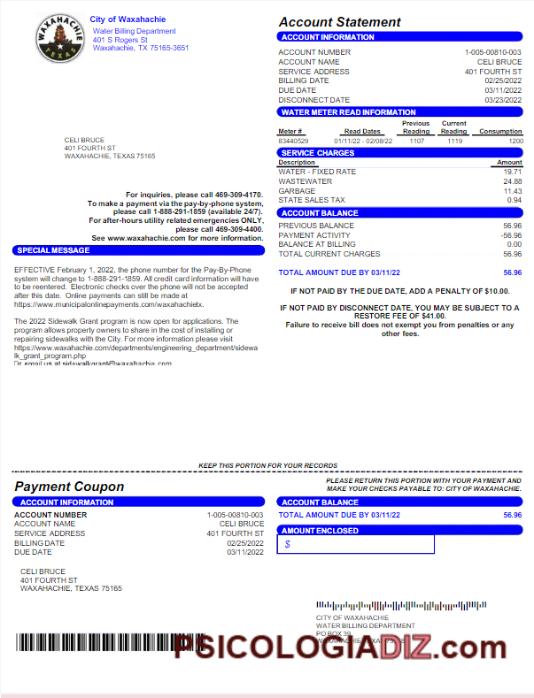 WAXAHACHIE
TEXAS
City of Waxahachie
Water Billing Department
401 S Rogers St
Waxahachie, TX 75165-3651
Account Statement
ACCOUNT INFORMATION
ACCOUNT NUMBER 1-005-00810-003
ACCOUNT NAME CELI BRUCE
SERVICE ADDRESS 401 FOURTH ST
BILLING DATE 02/25/2022
DUE DATE 03/11/2022
DISCONNECT DATE 03/23/2022
WATER METER READ INFORMATION
Previous Current
Meter # Read Dates Reading Reading Consumption
83440529 01/11/22 - 02/08/22 1107 1119 1200
SERVICE CHARGES
Description Amount
WATER - FIXED RATE 19.71
WASTEWATER 24.88
GARBAGE 11.43
STATE SALES TAX 0.94
ACCOUNT BALANCE
PREVIOUS BALANCE 56.96
PAYMENT ACTIVITY -56.96
BALANCE AT BILLING 0.00
TOTAL CURRENT CHARGES 56.96
TOTAL AMOUNT DUE BY 03/11/22 56.96
IF NOT PAID BY THE DUE DATE, ADD A PENALTY OF $10.00.
IF NOT PAID BY DISCONNECT DATE, YOU MAY BE SUBJECT TO A
RESTORE FEE OF $41.00.
Failure to receive bill does not exempt you from penalties or any
other fees.
CELI BRUCE
401 FOURTH ST
WAXAHACHIE, TEXAS 75165
For inquiries, please call 469-309-4170.
To make a payment via the pay-by-phone system,
please call 1-888-291-1859 (available 24/7).
For after-hours utility related emergencies ONLY,
please call 469-309-4400.
See www.waxahachie.com for more information.
SPECIAL MESSAGE
EFFECTIVE February 1, 2022, the phone number for the Pay-By-Phone
system will change to 1-888-291-1859. All credit card information will have
to be reentered. Electronic checks over the phone will not be accepted
after this date. Online payments can still be made at
https://www.municipalonlinepayments.com/waxahachietx.
The 2022 Sidewalk Grant program is now open for applications. The
program allows property owners to share in the cost of installing or
repairing sidewalks with the City. For more information please visit
https://www.waxahachie.com/departments/engineering_department/sidewa
lk_grant_program.php
Or email us at sidewalkgrant@waxahachie.com
KEEP THIS PORTION FOR YOUR RECORDS
Payment Coupon
PLEASE RETURN THIS PORTION WITH YOUR PAYMENT AND
MAKE YOUR CHECKS PAYABLE TO: CITY OF WAXAHACHIE.
ACCOUNT INFORMATION
ACCOUNT NUMBER 1-005-00810-003
ACCOUNT NAME CELI BRUCE
SERVICE ADDRESS 401 FOURTH ST
BILLING DATE 02/25/2022
DUE DATE 03/11/2022
ACCOUNT BALANCE
TOTAL AMOUNT DUE BY 03/11/22 56.96
AMOUNT ENCLOSED
$
CELI BRUCE
401 FOURTH ST
WAXAHACHIE, TEXAS 75165
CITY OF WAXAHACHIE
WATER BILLING DEPARTMENT
PO BOX 39
PSICOLOGIADIZ.com